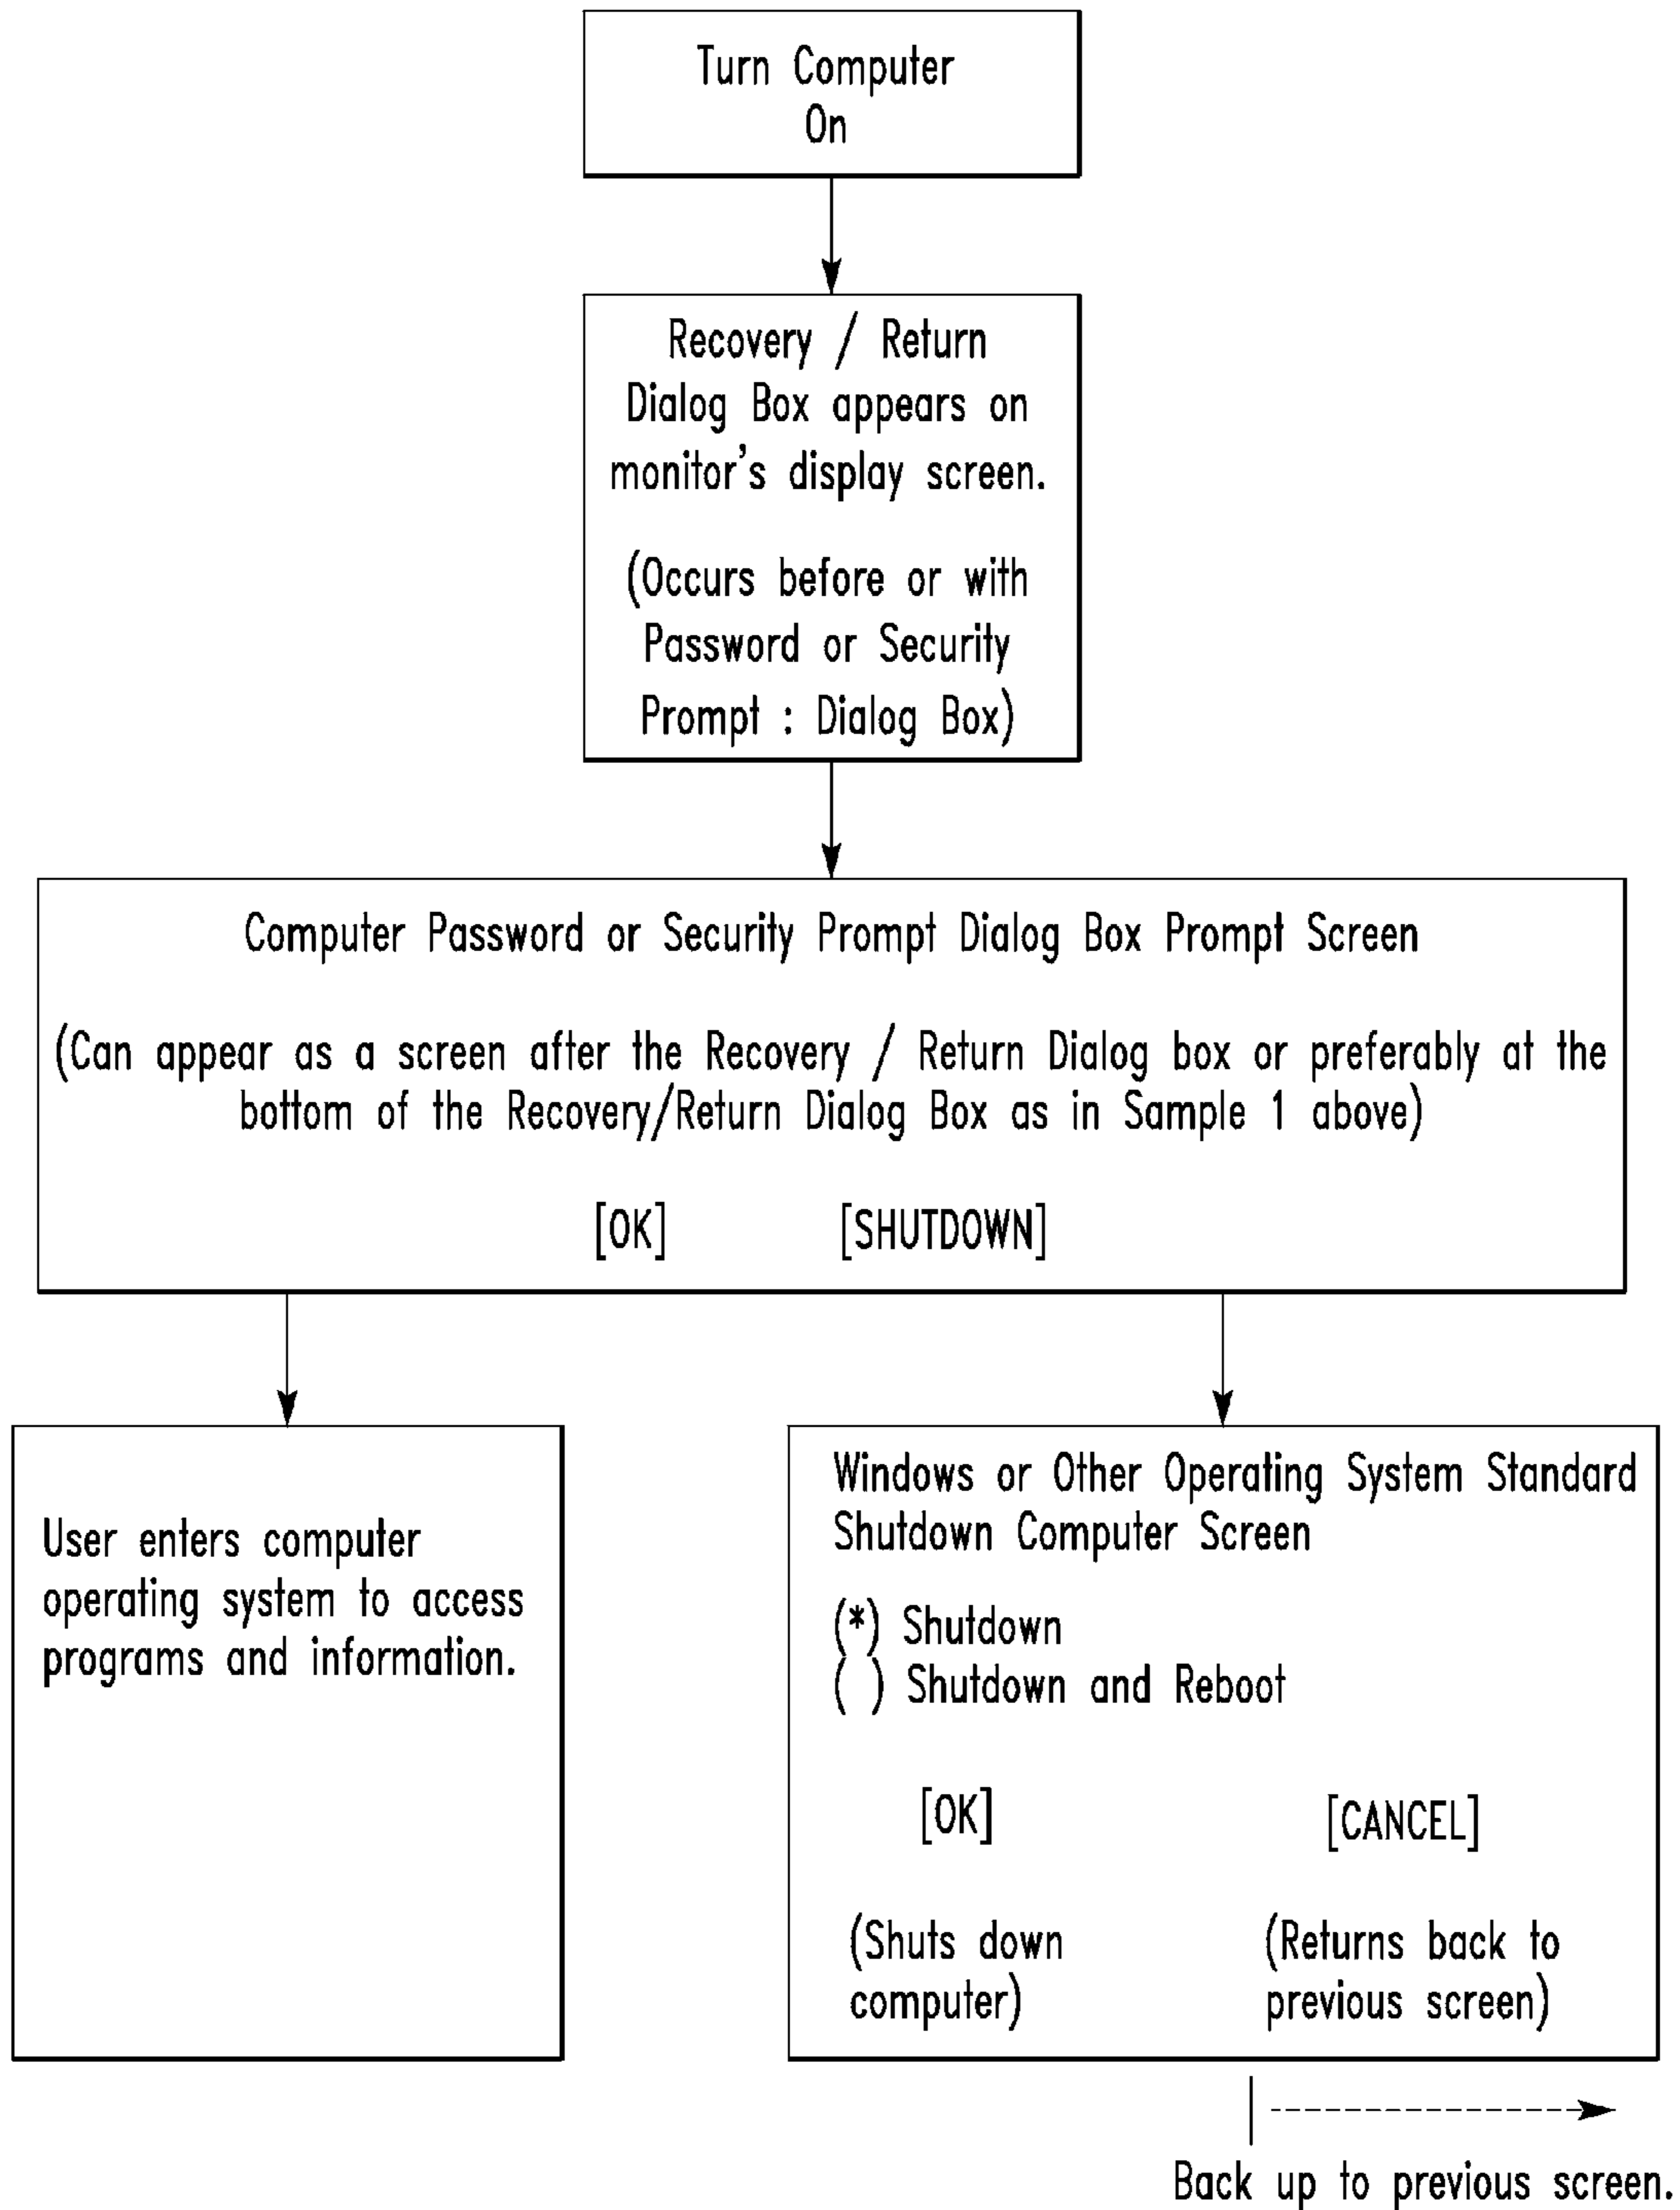 Turn Computer
On
Recovery / Return
Dialog Box appears on
monitor's display screen.
(Occurs before or with
Password or Security
Prompt : Dialog Box)
Computer Password or Security Prompt Dialog Box Prompt Screen
(Can appear as a screen after the Recovery / Return Dialog box or preferably at the
bottom of the Recovery/Return Dialog Box as in Sample 1 above)
[OK] [SHUTDOWN]
User enters computer
operating system to access
programs and information.
Windows or Other Operating System Standard
Shutdown Computer Screen
(*) Shutdown
( ) Shutdown and Reboot
[OK] [CANCEL]
(Shuts down
computer)
(Returns back to
previous screen)
Back up to previous screen.